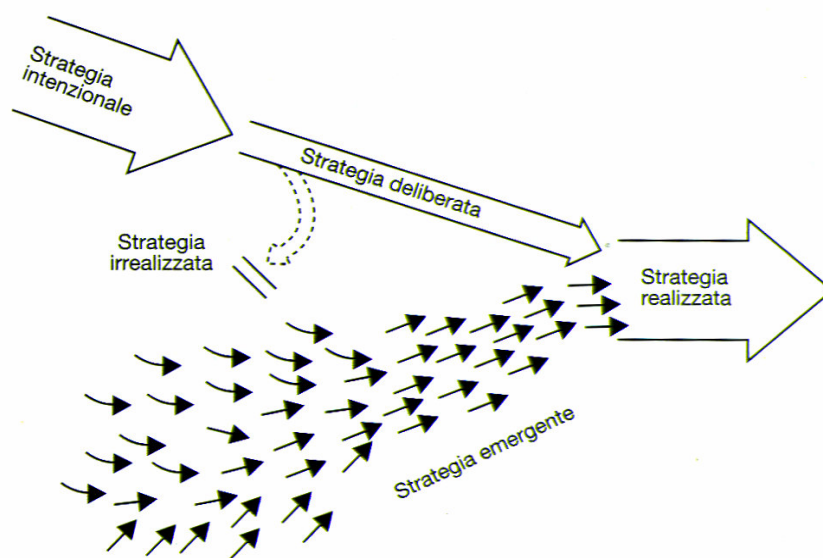 Strategia
intenzionale
Strategia deliberata
Strategia
irrealizzata
Strategia
realizzata
Strategia emergente